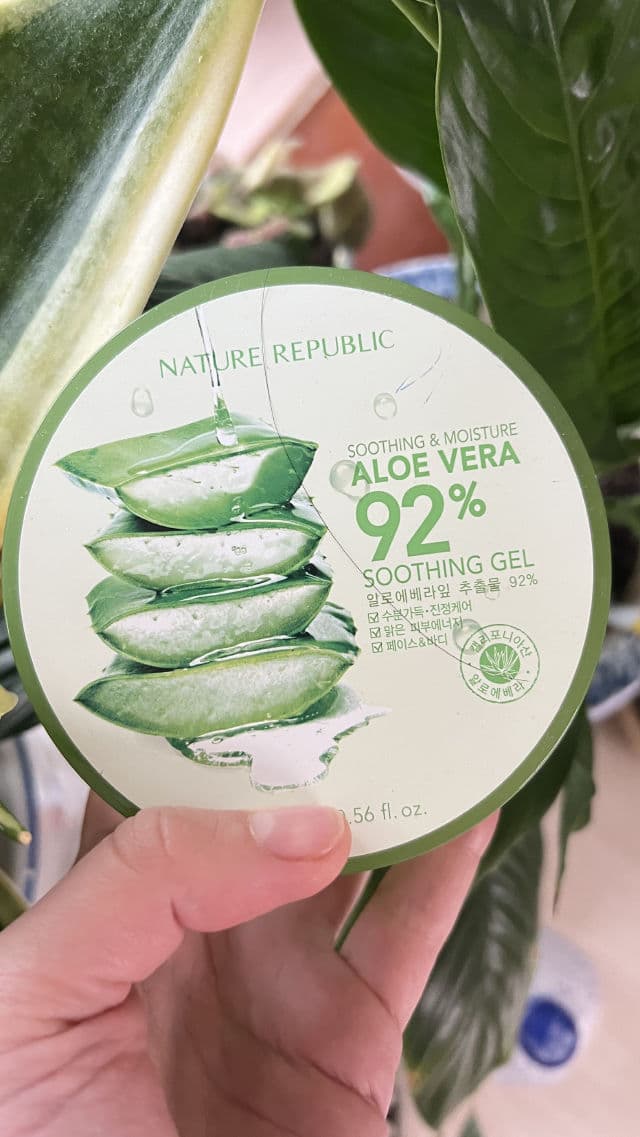 NATURE REPUBLIC
SOOTHING & MOISTURE
ALOE VERA
92%
SOOTHING GEL
알로에베라잎 추출물 92%
☑ 수분가득·진정케어
☑ 맑은 피부에너지
☑ 페이스&바디
캘리포니아산
알로에베라
.56 fl. oz.